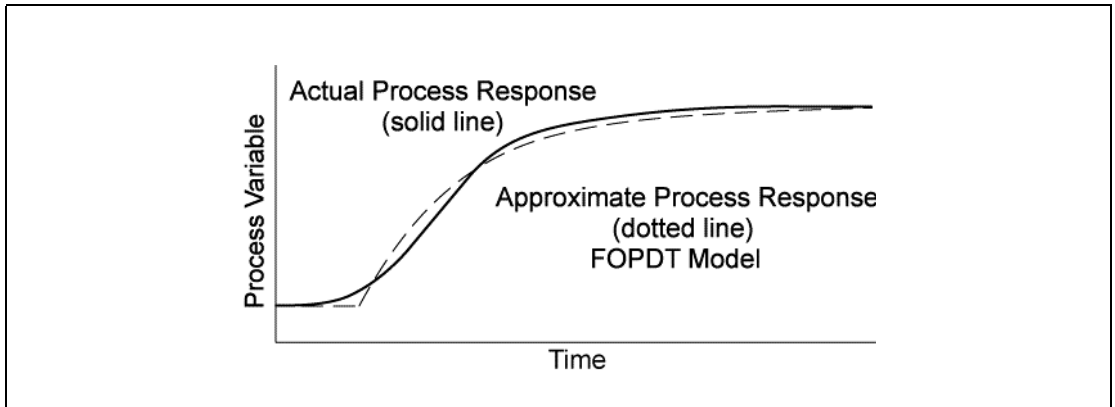 Actual Process Response
(solid line)
Process Variable
Approximate Process Response
(dotted line)
FOPDT Model
Time